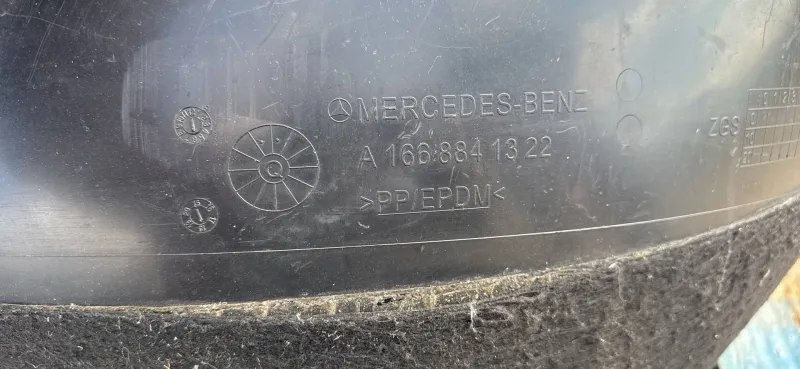 MERCEDES-BENZ
A 166 884 13 22
>PP/EPDM<
Q
ZGS